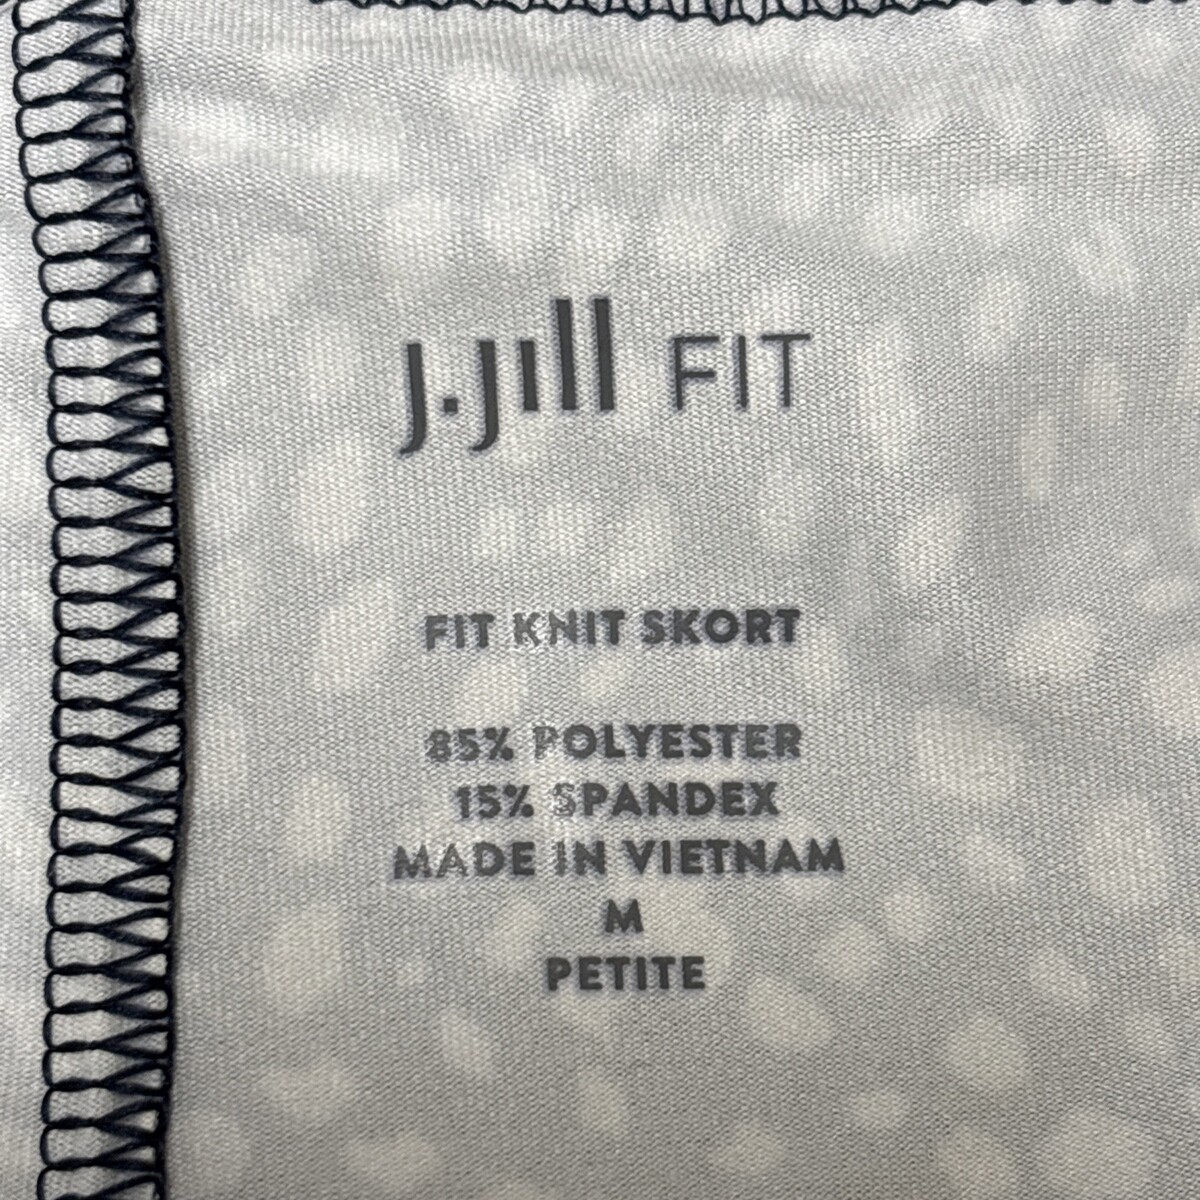 J.Jill FIT
FIT KNIT SKORT
85% POLYESTER
15% SPANDEX
MADE IN VIETNAM
M
PETITE